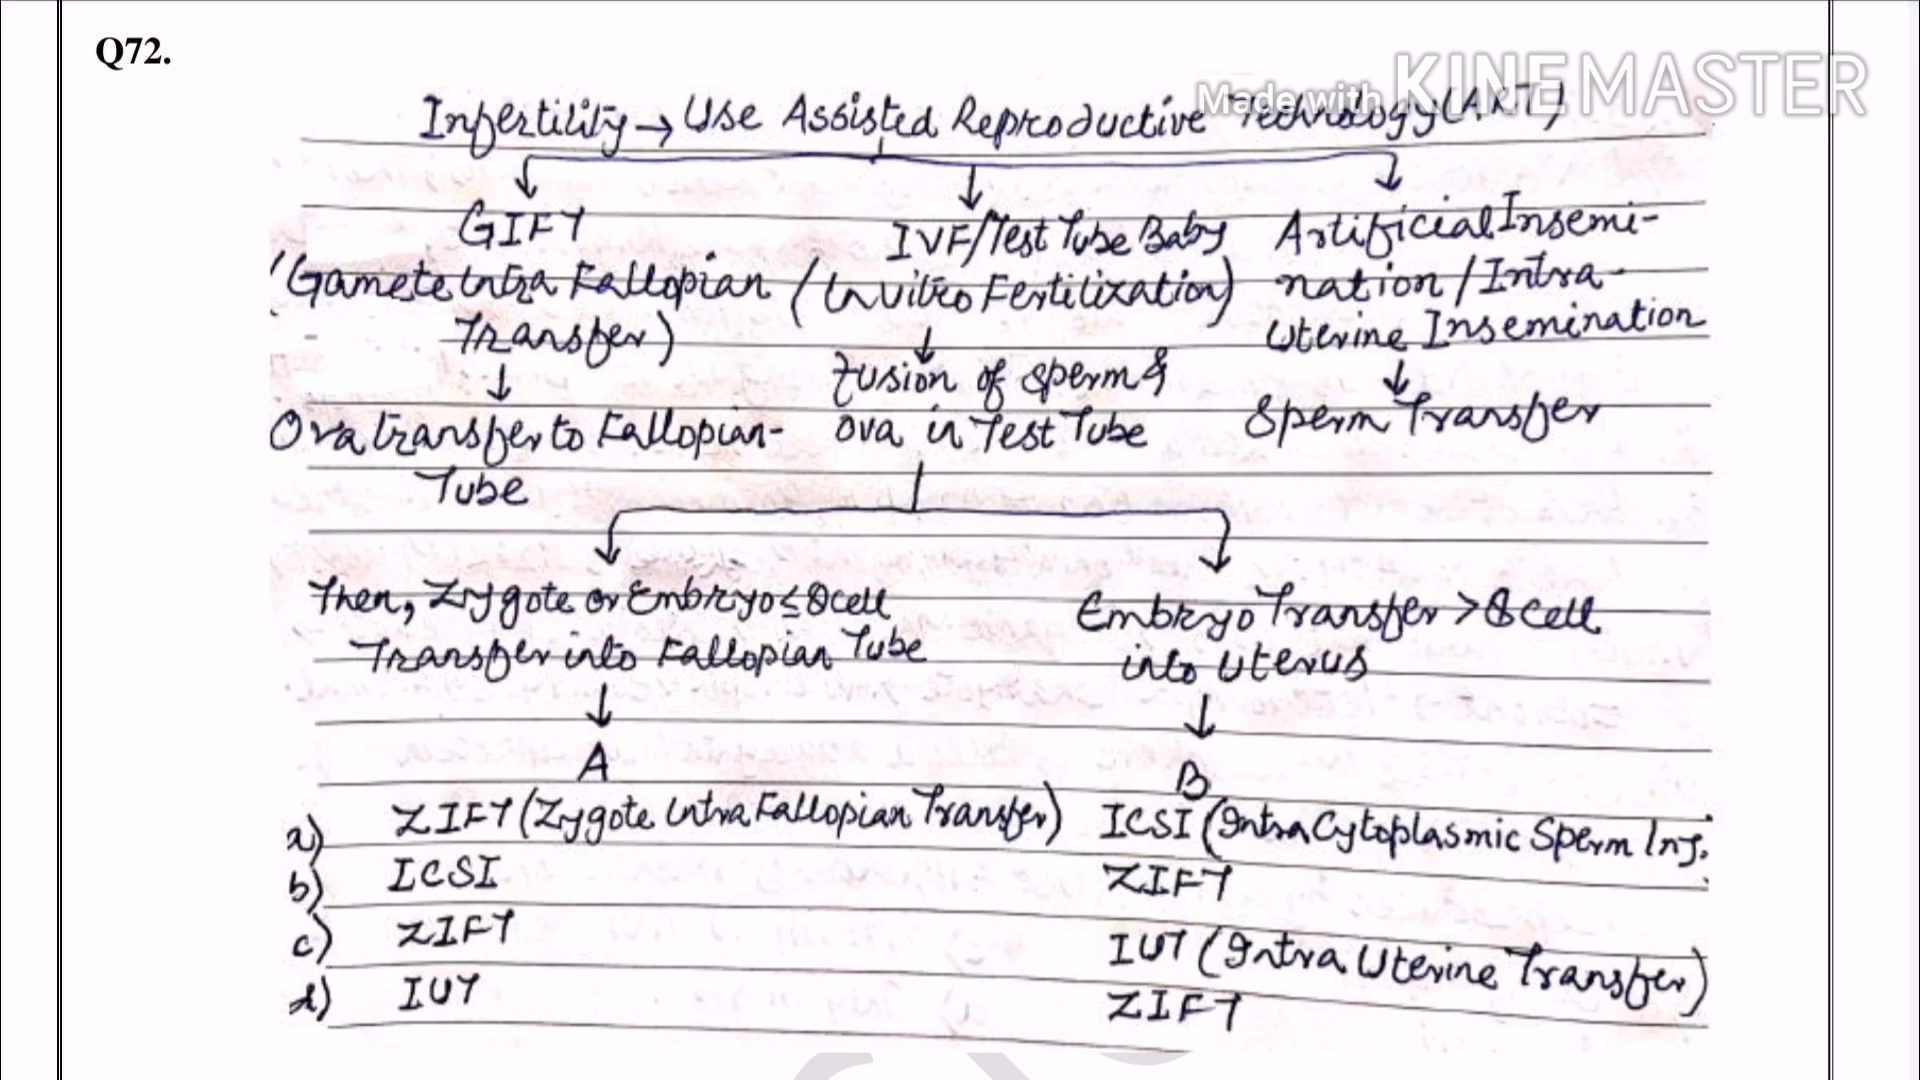 Q72.
Made with KINEMASTER
Infertility → Use Assisted Reproductive Technology (ART)
GIFT
(Gamete Intra Fallopian
Transfer)
Ova transfer to Fallopian-
Tube
IVF/Test Tube Baby
(In vitro Fertilization)
fusion of sperm &
ova in Test Tube
Artificial Insemi-
nation / Intra-
Uterine Insemination
Sperm Transfer
Then, Zygote or Embryo ≤ 8 cell
Transfer into Fallopian Tube
Embryo Transfer > 8 cell
into Uterus
A
B
a) ZIFT (Zygote Intra Fallopian Transfer) ICSI (Intra Cytoplasmic Sperm Inj.
b) ICSI ZIFT
c) ZIFT IUT (Intra Uterine Transfer)
d) IUT ZIFT